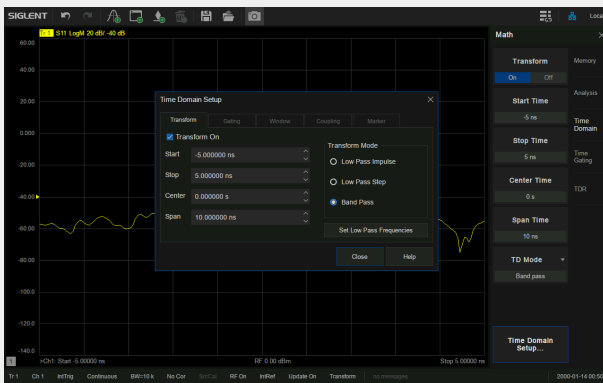 SIGLENT
Local
Tr 1 S11 LogM 20 dB/ -40 dB
60.00
40.00
20.00
0.000
-20.00
-40.00
-60.00
-80.00
-100.0
-120.0
-140.0
Time Domain Setup
Transform Gating Window Coupling Marker
Transform On
Start -5.000000 ns
Stop 5.000000 ns
Center 0.000000 s
Span 10.000000 ns
Transform Mode
Low Pass Impulse
Low Pass Step
Band Pass
Set Low Pass Frequencies
Close Help
Math
Transform
On Off
Start Time
-5 ns
Stop Time
5 ns
Center Time
0 s
Span Time
10 ns
TD Mode
Band pass
Time Domain
Setup...
Memory
Analysis
Time
Domain
Time
Gating
TDR
1 >Ch1: Start -5.00000 ns RF 0.00 dBm Stop 5.00000 ns
Tr 1 Ch 1 IntTrig Continuous BW=10 k No Cor SrcCal RF On IntRef Update On Transform no messages 2000-01-14 00:50